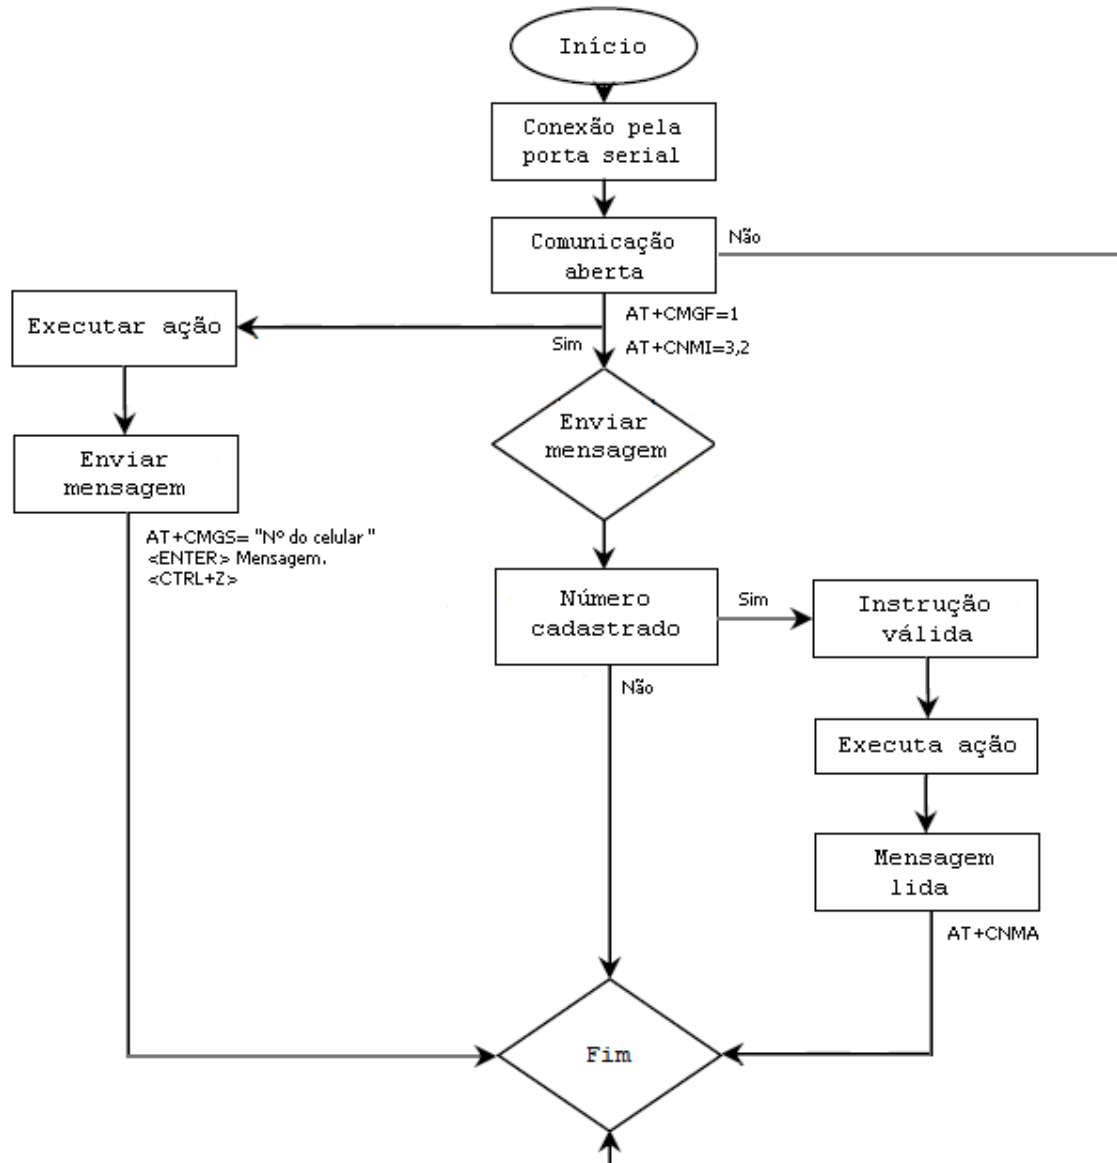 Início
Conexão pela
porta serial
Comunicação
aberta
Não
AT+CMGF=1
Sim
AT+CNMI=3,2
Executar ação
Enviar
mensagem
AT+CMGS= "Nº do celular "
<ENTER> Mensagem.
<CTRL+Z>
Enviar
mensagem
Número
cadastrado
Sim
Não
Instrução
válida
Executa ação
Mensagem
lida
AT+CNMA
Fim